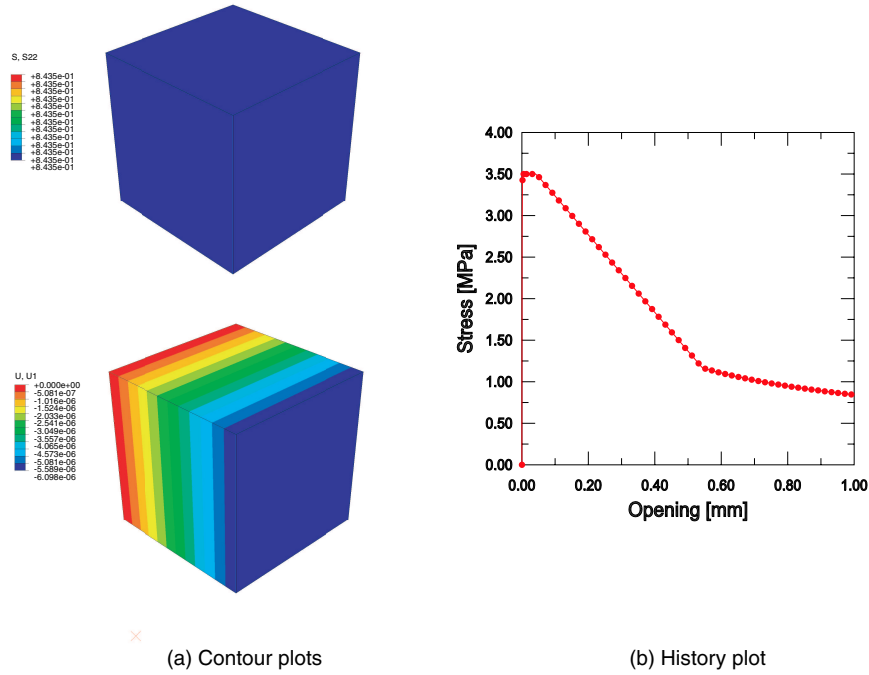 S, S22
+8.435e-01
+8.435e-01
+8.435e-01
+8.435e-01
+8.435e-01
+8.435e-01
+8.435e-01
+8.435e-01
+8.435e-01
+8.435e-01
+8.435e-01
+8.435e-01
+8.435e-01
U, U1
+0.000e+00
-5.081e-07
-1.016e-06
-1.524e-06
-2.033e-06
-2.541e-06
-3.049e-06
-3.557e-06
-4.065e-06
-4.573e-06
-5.081e-06
-5.589e-06
-6.098e-06
(a) Contour plots
Stress [MPa]
4.00
3.50
3.00
2.50
2.00
1.50
1.00
0.50
0.00
0.00 0.20 0.40 0.60 0.80 1.00
Opening [mm]
(b) History plot